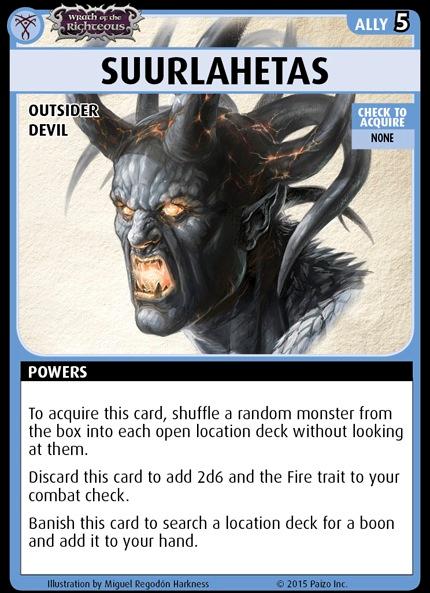 Wrath of the
Righteous
ALLY 5
SUURLAHETAS
OUTSIDER
DEVIL
CHECK TO
ACQUIRE
NONE
POWERS
To acquire this card, shuffle a random monster from
the box into each open location deck without looking
at them.
Discard this card to add 2d6 and the Fire trait to your
combat check.
Banish this card to search a location deck for a boon
and add it to your hand.
Illustration by Miguel Regodón Harkness
© 2015 Paizo Inc.